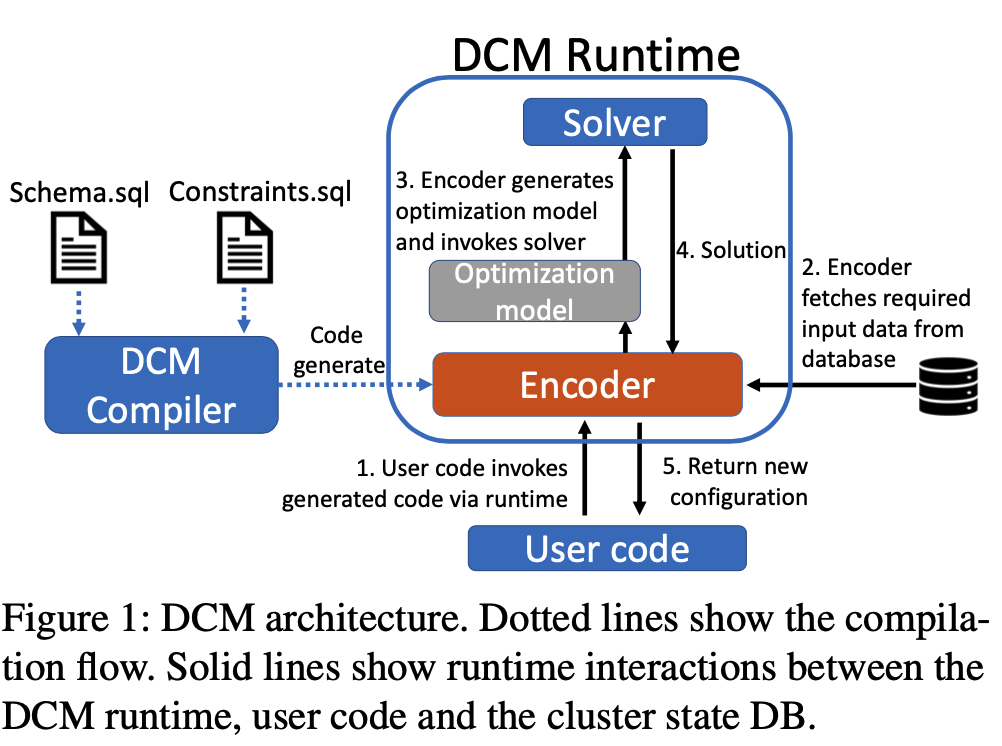 DCM Runtime
Solver
Schema.sql
Constraints.sql
3. Encoder generates
optimization model
and invokes solver
4. Solution
Optimization
model
2. Encoder
fetches required
input data from
database
DCM
Compiler
Code
generate
Encoder
1. User code invokes
generated code via runtime
5. Return new
configuration
User code
Figure 1: DCM architecture. Dotted lines show the compila-
tion flow. Solid lines show runtime interactions between the
DCM runtime, user code and the cluster state DB.